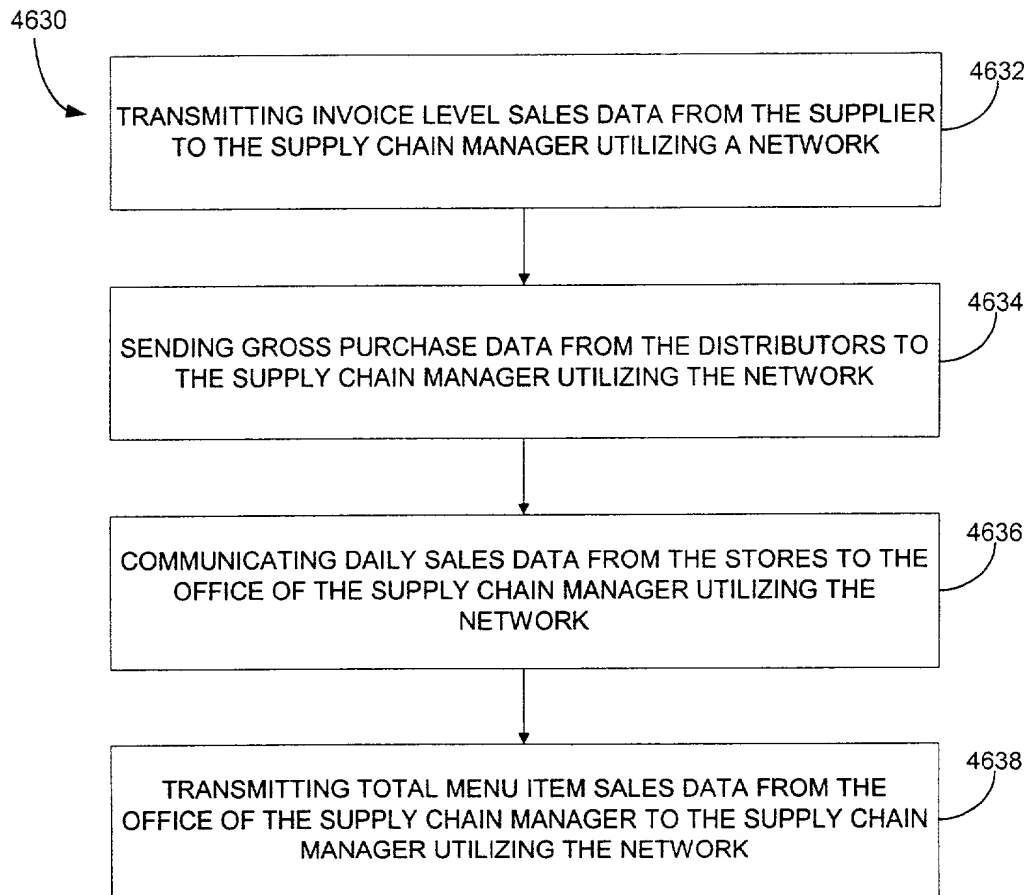 4630
4632
TRANSMITTING INVOICE LEVEL SALES DATA FROM THE SUPPLIER
TO THE SUPPLY CHAIN MANAGER UTILIZING A NETWORK
4634
SENDING GROSS PURCHASE DATA FROM THE DISTRIBUTORS TO
THE SUPPLY CHAIN MANAGER UTILIZING THE NETWORK
4636
COMMUNICATING DAILY SALES DATA FROM THE STORES TO THE
OFFICE OF THE SUPPLY CHAIN MANAGER UTILIZING THE
NETWORK
4638
TRANSMITTING TOTAL MENU ITEM SALES DATA FROM THE
OFFICE OF THE SUPPLY CHAIN MANAGER TO THE SUPPLY CHAIN
MANAGER UTILIZING THE NETWORK